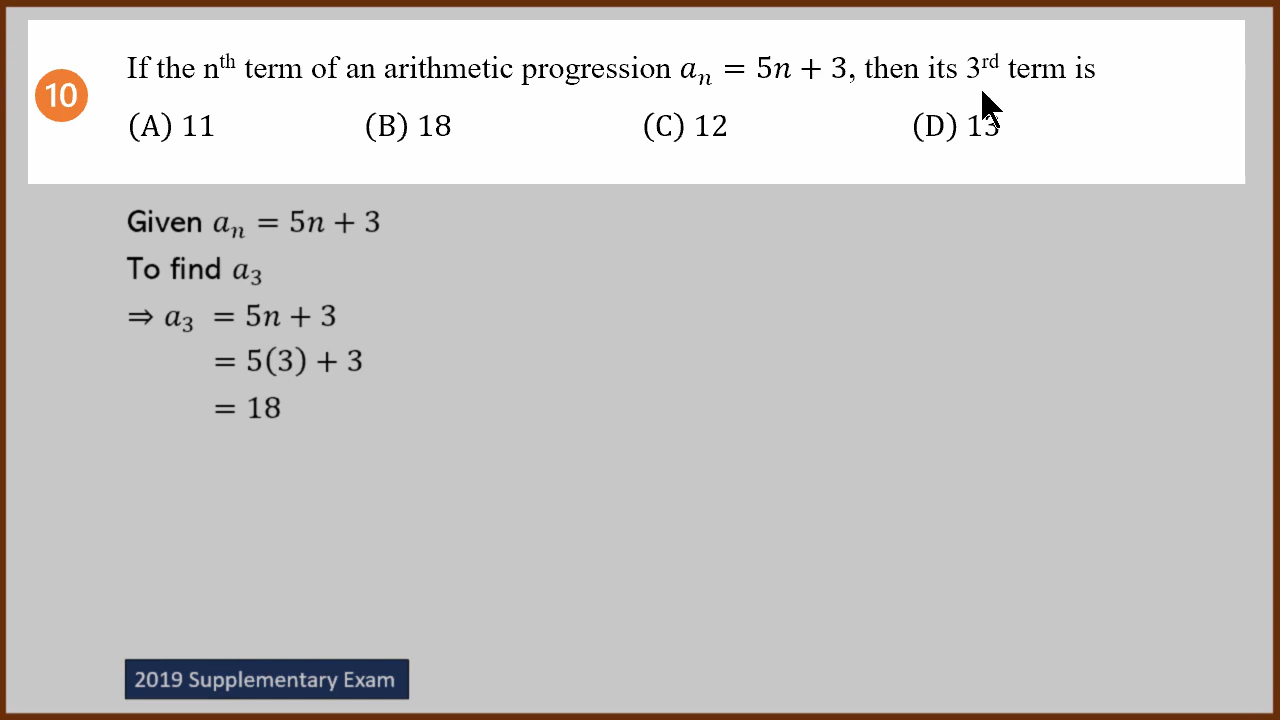 10
If the nᵗʰ term of an arithmetic progression aₙ = 5n + 3, then its 3ʳᵈ term is
(A) 11 (B) 18 (C) 12 (D) 13
Given aₙ = 5n + 3
To find a₃
⇒ a₃ = 5n + 3
= 5(3) + 3
= 18
2019 Supplementary Exam